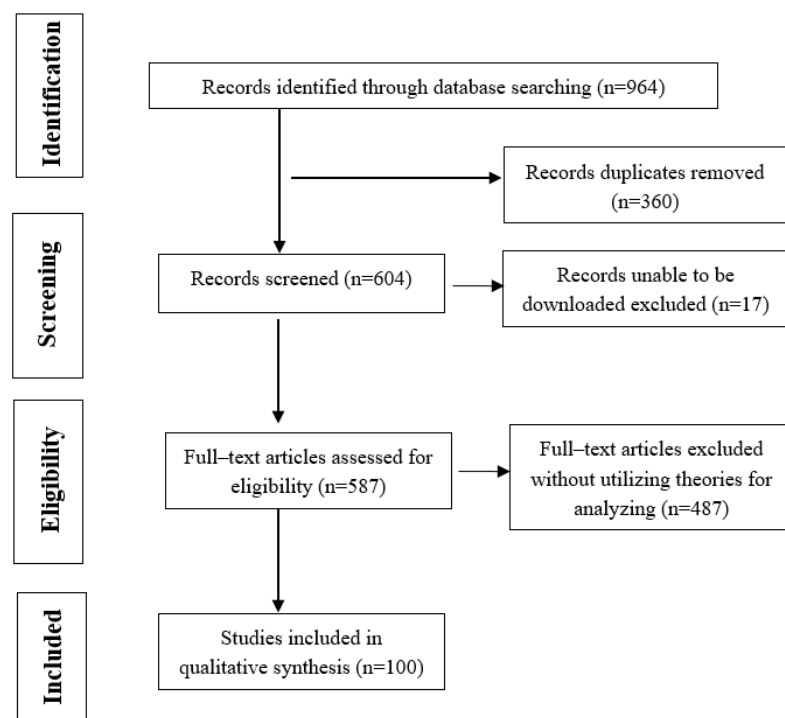 Identification
Records identified through database searching (n=964)
Records duplicates removed
(n=360)
Screening
Records screened (n=604)
Records unable to be
downloaded excluded (n=17)
Eligibility
Full–text articles assessed for
eligibility (n=587)
Full–text articles excluded
without utilizing theories for
analyzing (n=487)
Included
Studies included in
qualitative synthesis (n=100)